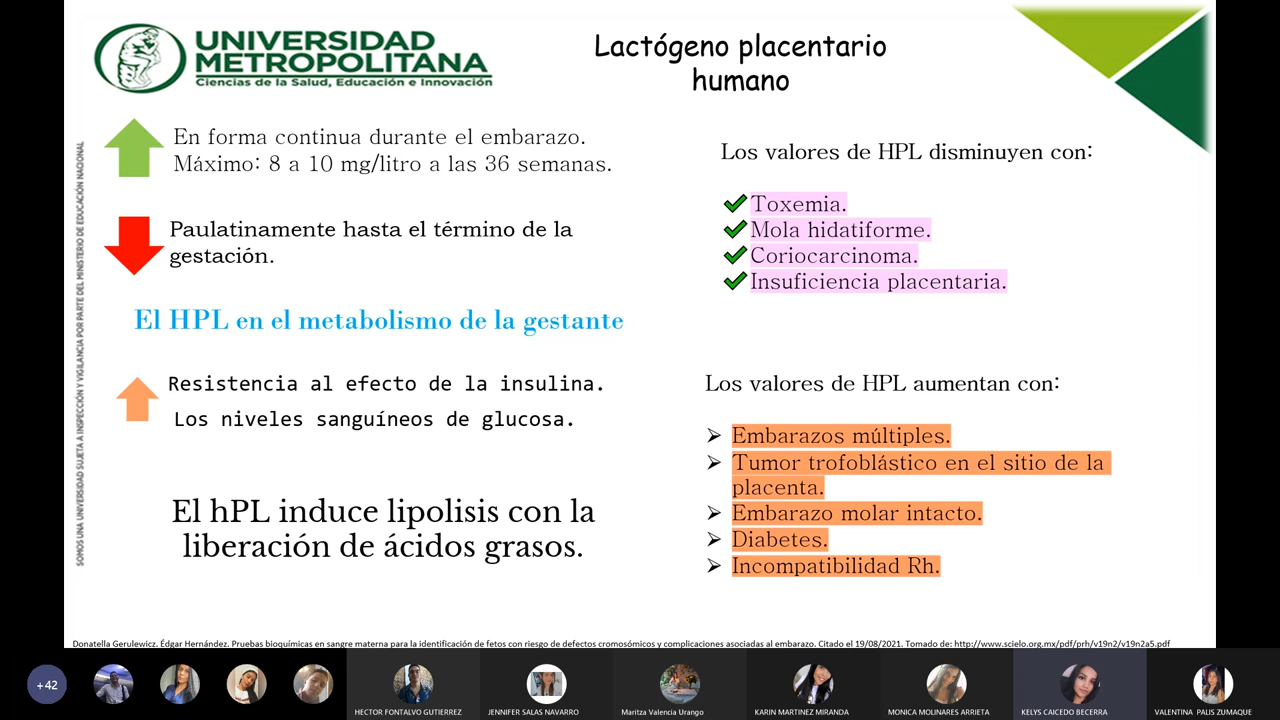 UNIVERSIDAD
METROPOLITANA
Ciencias de la Salud, Educación e Innovación
Lactógeno placentario
humano
SOMOS UNA UNIVERSIDAD SUJETA A INSPECCIÓN Y VIGILANCIA POR PARTE DEL MINISTERIO DE EDUCACIÓN NACIONAL
En forma continua durante el embarazo.
Máximo: 8 a 10 mg/litro a las 36 semanas.
Paulatinamente hasta el término de la
gestación.
El HPL en el metabolismo de la gestante
Resistencia al efecto de la insulina.
Los niveles sanguíneos de glucosa.
El hPL induce lipolisis con la
liberación de ácidos grasos.
Los valores de HPL disminuyen con:
Toxemia.
Mola hidatiforme.
Coriocarcinoma.
Insuficiencia placentaria.
Los valores de HPL aumentan con:
Embarazos múltiples.
Tumor trofoblástico en el sitio de la
placenta.
Embarazo molar intacto.
Diabetes.
Incompatibilidad Rh.
Donatella Gerulewicz. Édgar Hernández. Pruebas bioquímicas en sangre materna para la identificación de fetos con riesgo de defectos cromosómicos y complicaciones asociadas al embarazo. Citado el 19/08/2021. Tomado de: http://www.scielo.org.mx/pdf/prh/v19n2/v19n2a5.pdf
+42
HECTOR FONTALVO GUTIERREZ
JENNIFER SALAS NAVARRO
Maritza Valencia Urango
KARIN MARTINEZ MIRANDA
MONICA MOLINARES ARRIETA
KELYS CAICEDO BECERRA
VALENTINA PALIS ZUMAQUE